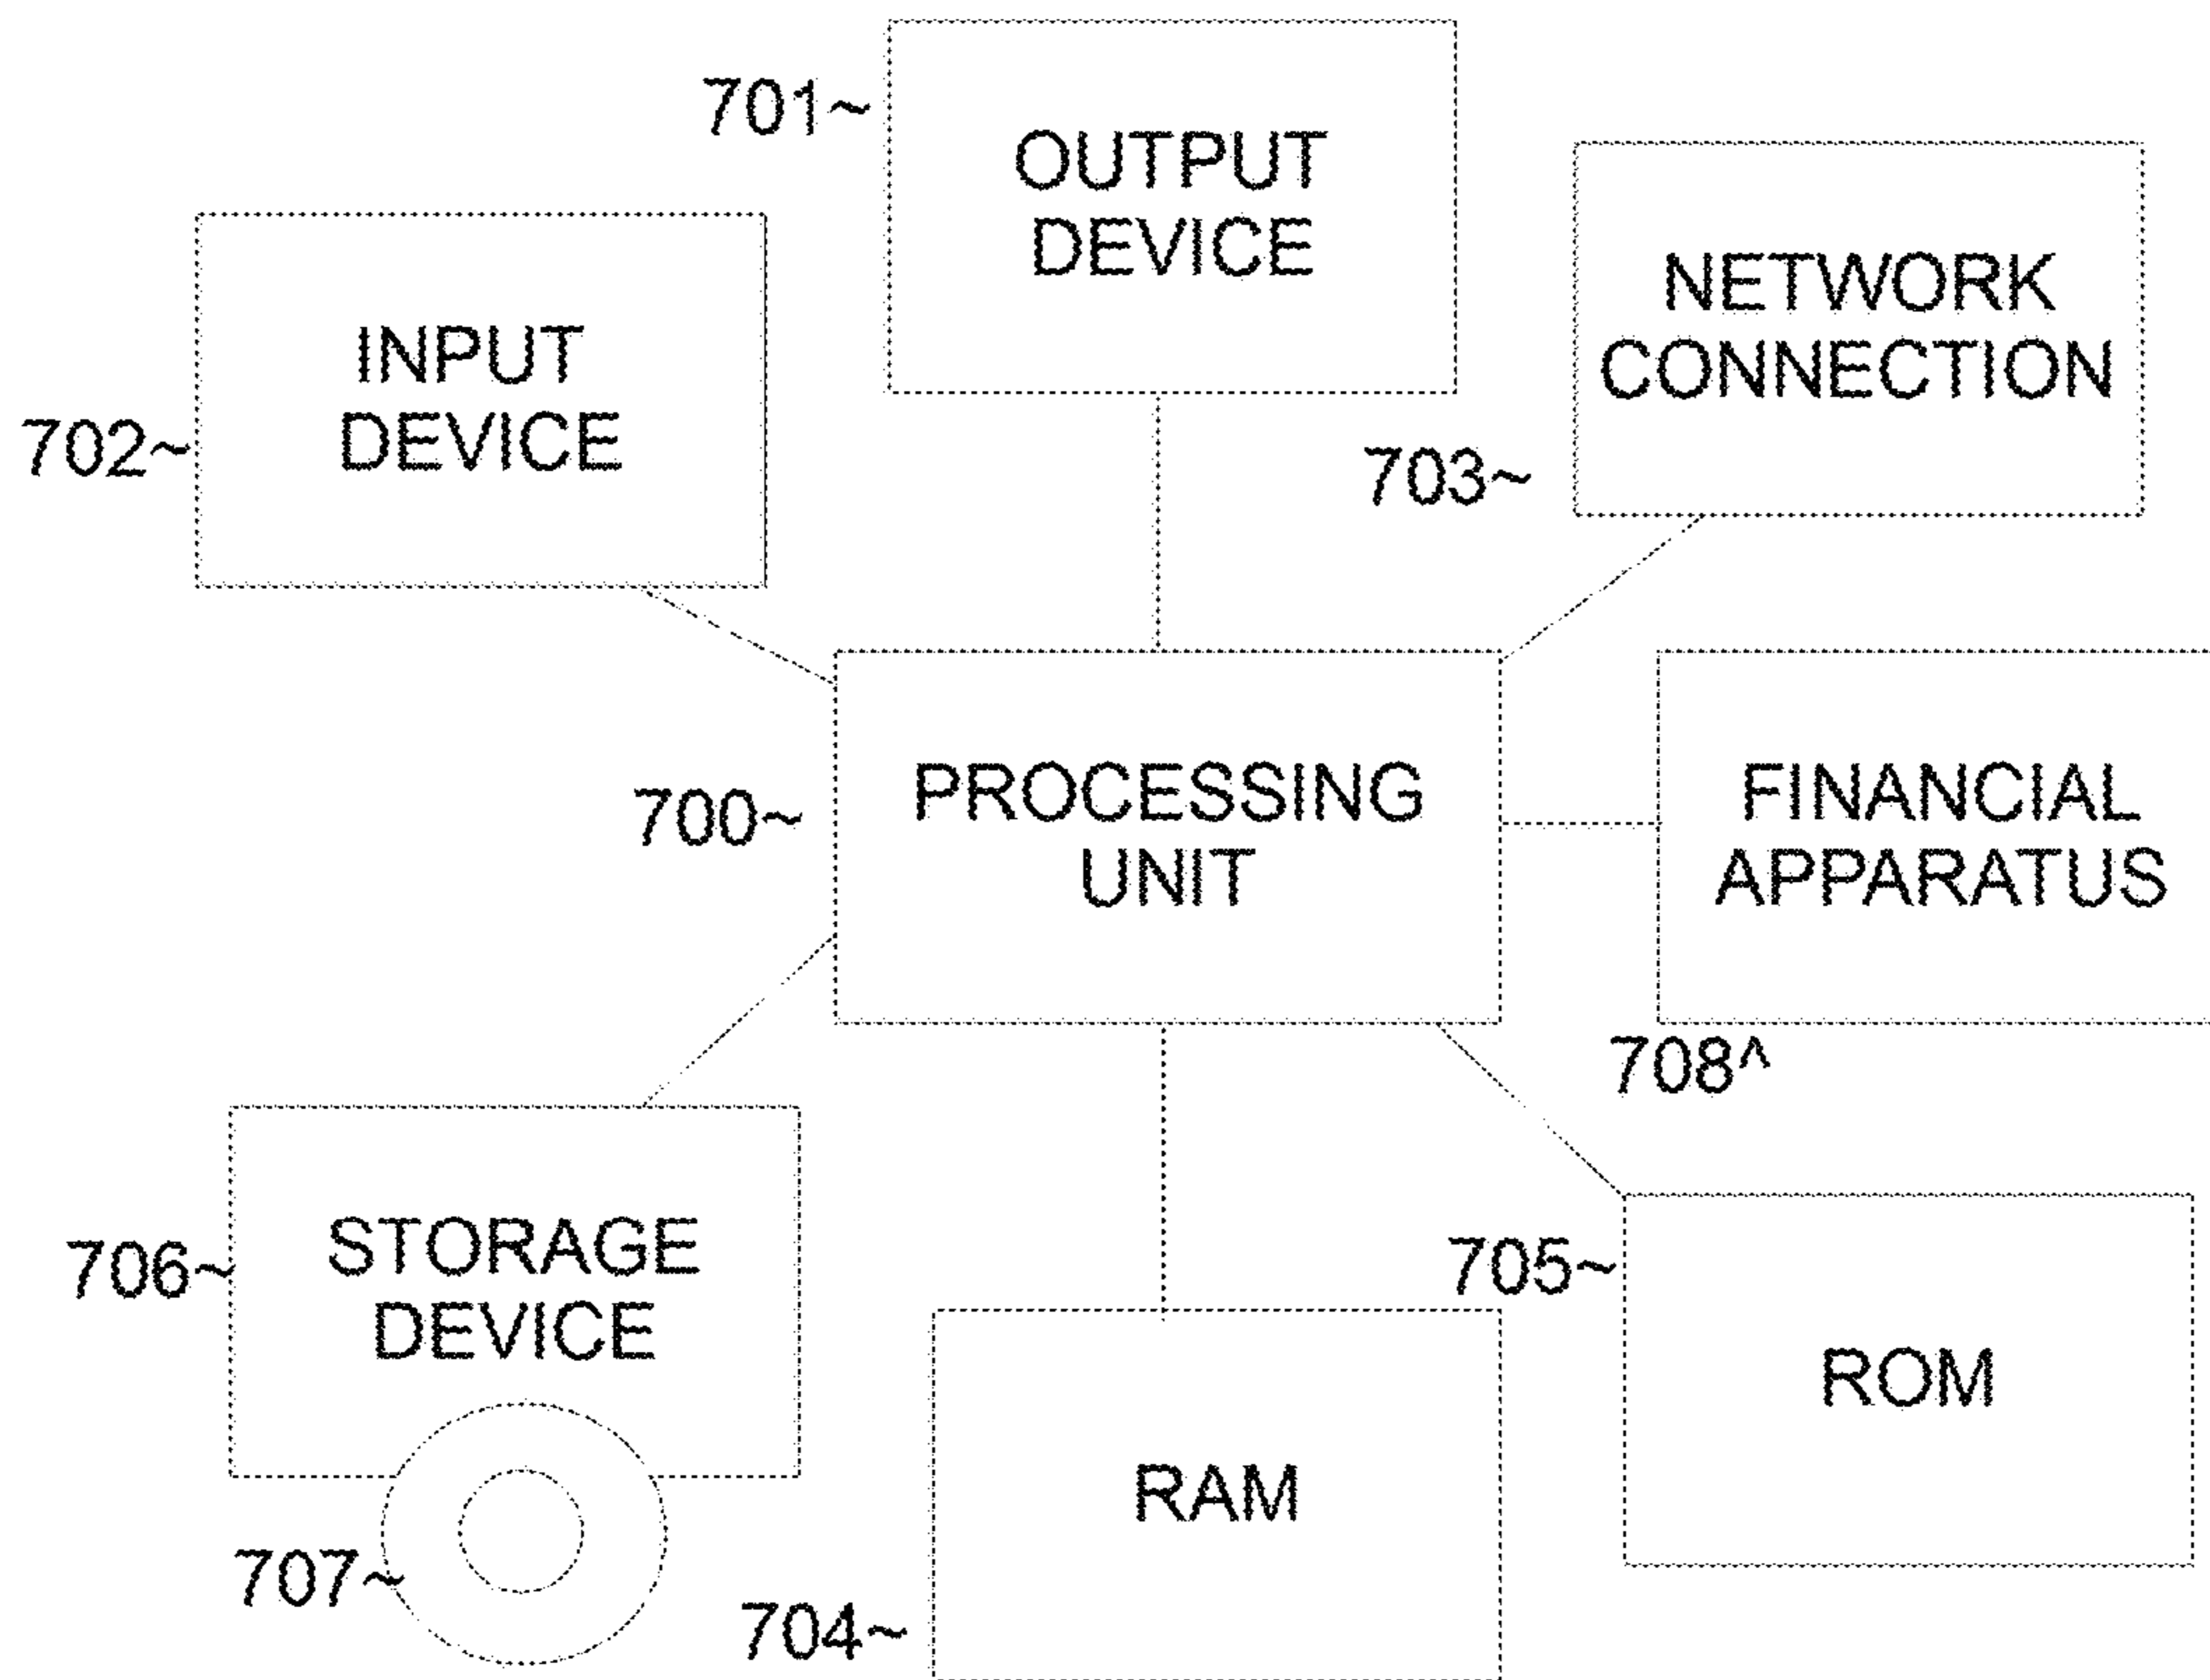 701~
OUTPUT
DEVICE
INPUT
DEVICE
702~
NETWORK
CONNECTION
703~
700~
PROCESSING
UNIT
FINANCIAL
APPARATUS
708^
706~
STORAGE
DEVICE
707~
705~
ROM
RAM
704~